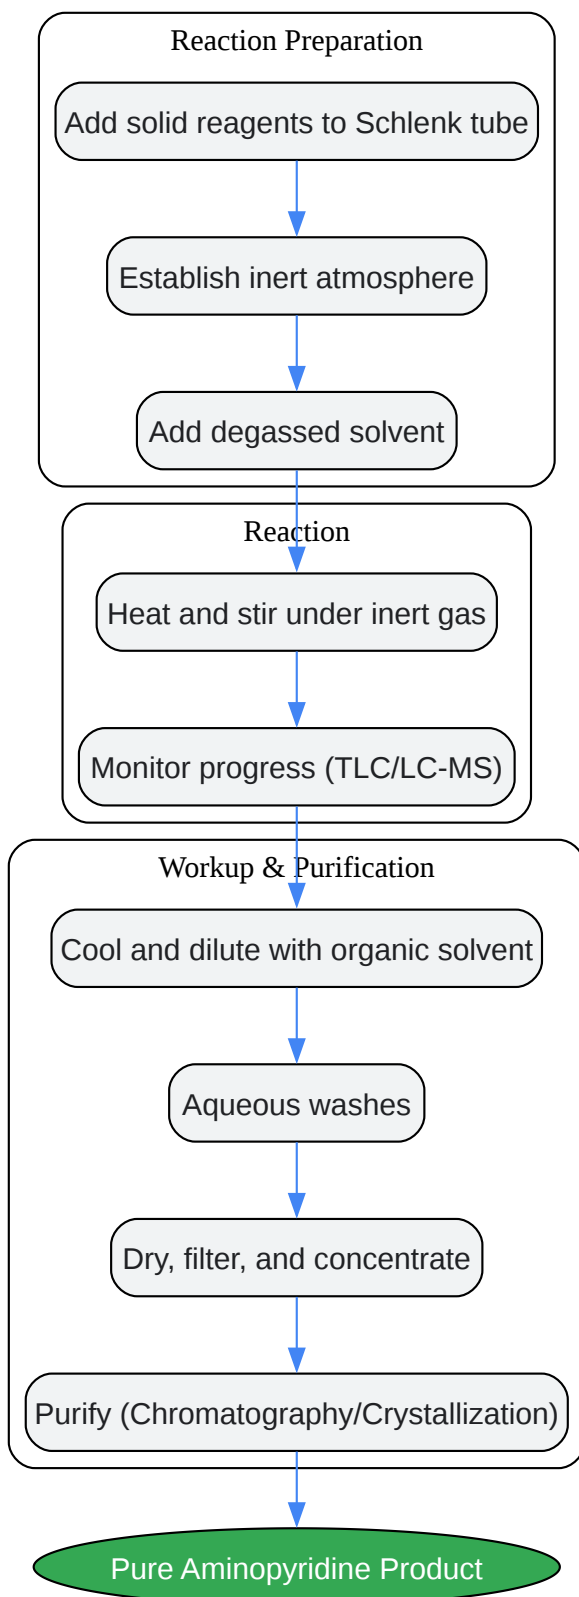 Reaction Preparation
Add solid reagents to Schlenk tube
Establish inert atmosphere
Add degassed solvent
Reaction
Heat and stir under inert gas
Monitor progress (TLC/LC-MS)
Workup & Purification
Cool and dilute with organic solvent
Aqueous washes
Dry, filter, and concentrate
Purify (Chromatography/Crystallization)
Pure Aminopyridine Product